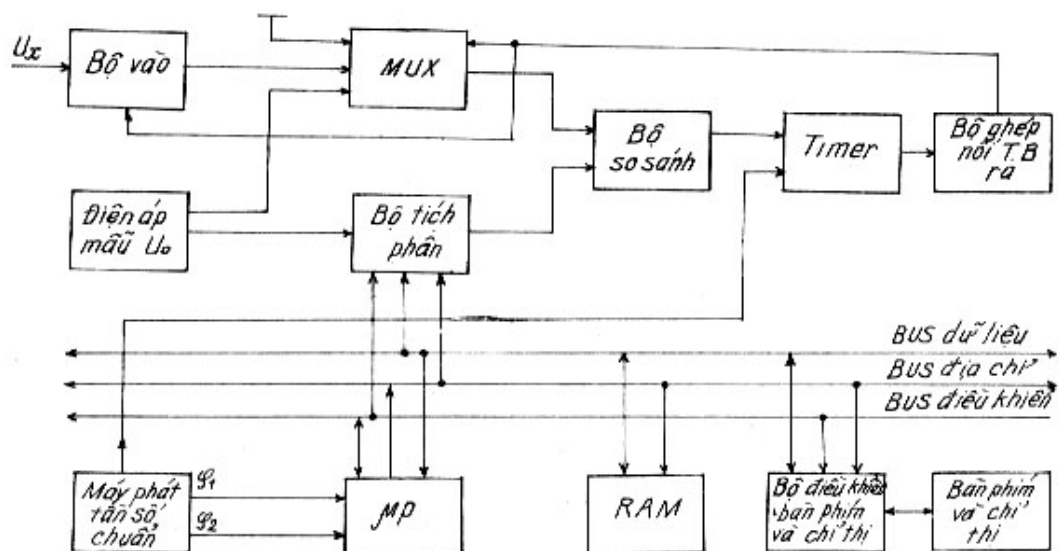 Ux
Bộ vào
MUX
Bộ
so sánh
Timer
Bộ ghép
nối T.B
ra
Điện áp
mẫu U₀
Bộ tích
phân
BUS dữ liệu
BUS địa chỉ
BUS điều khiển
Máy phát
tần số
chuẩn
φ1
φ2
μP
RAM
Bộ điều khiển
bàn phím
và chỉ thị
Bàn phím
và chỉ
thị